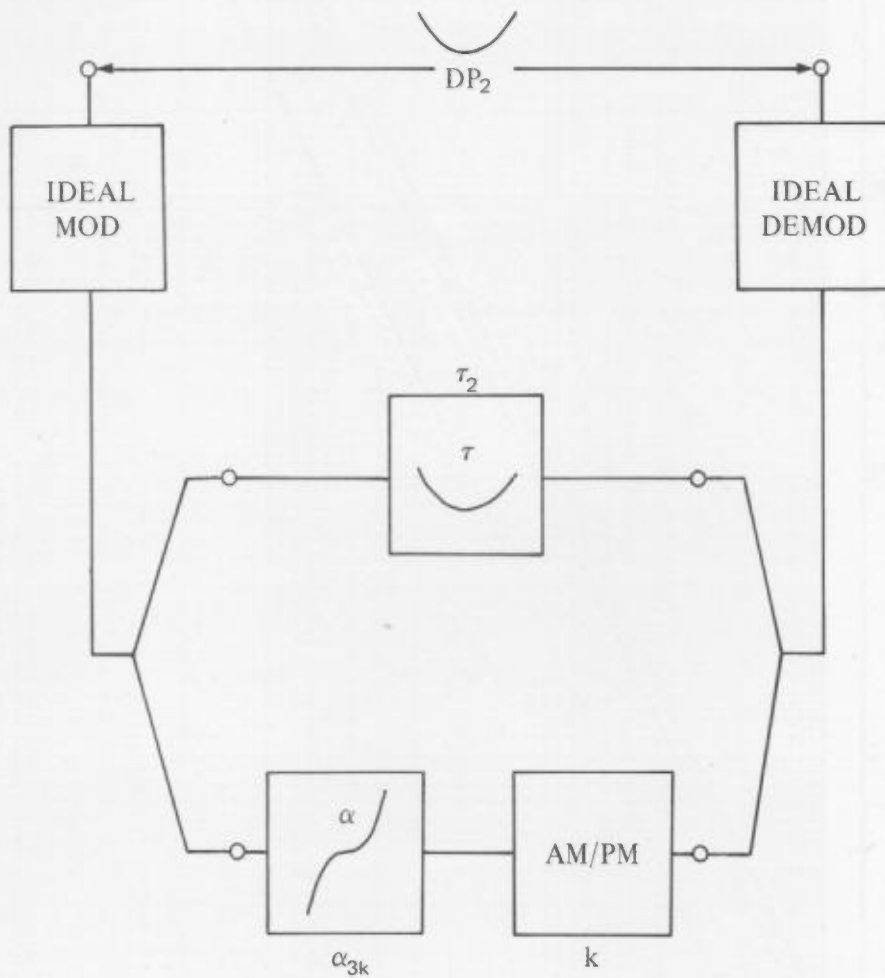 DP₂
IDEAL
MOD
IDEAL
DEMOD
τ₂
τ
α
AM/PM
α₃ₖ
k